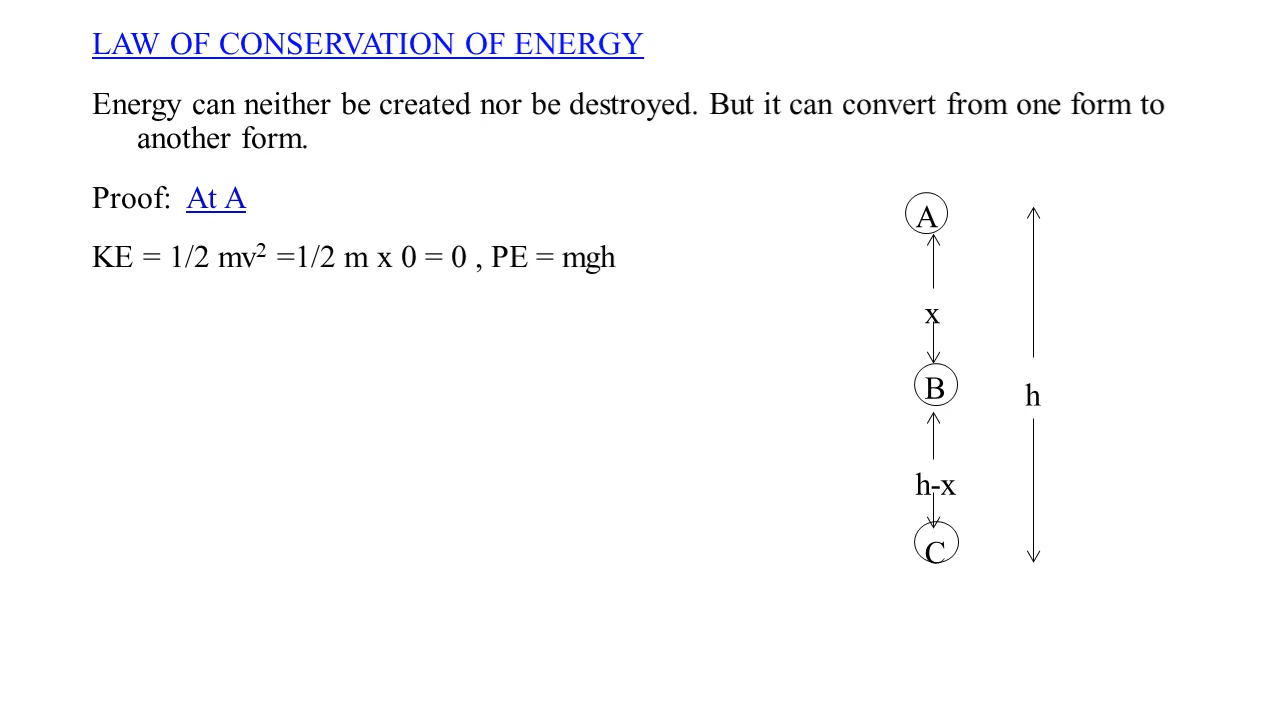 LAW OF CONSERVATION OF ENERGY
Energy can neither be created nor be destroyed. But it can convert from one form to
another form.
Proof: At A
KE = 1/2 mv² =1/2 m x 0 = 0 , PE = mgh
A
x
B
h
h-x
C